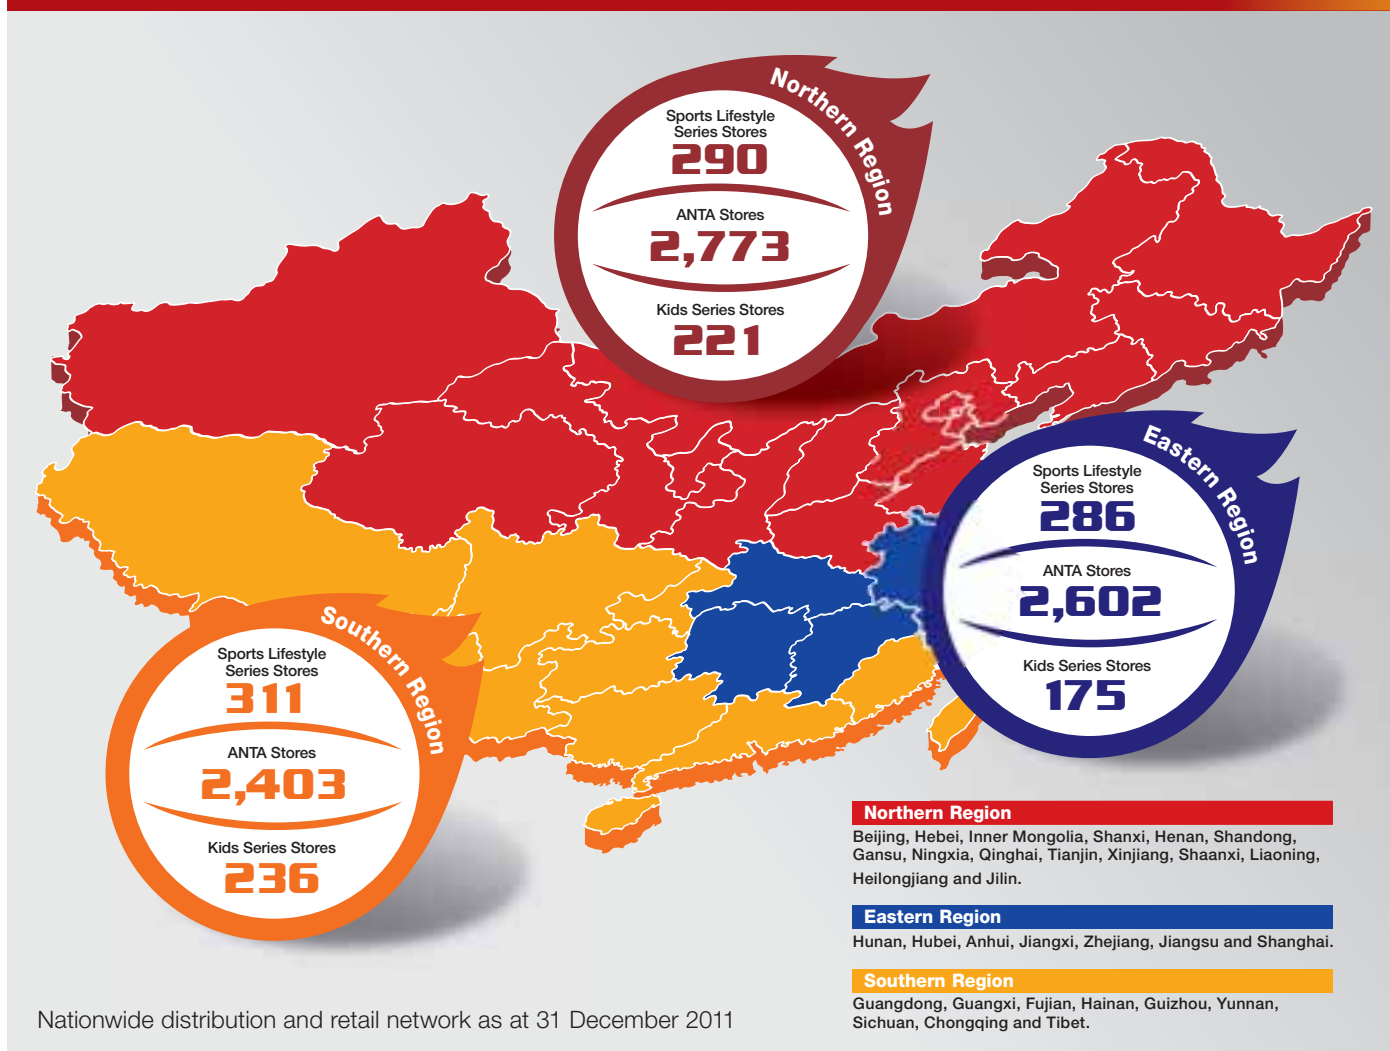 Northern Region
Sports Lifestyle
Series Stores
290
ANTA Stores
2,773
Kids Series Stores
221
Eastern Region
Sports Lifestyle
Series Stores
286
ANTA Stores
2,602
Kids Series Stores
175
Southern Region
Sports Lifestyle
Series Stores
311
ANTA Stores
2,403
Kids Series Stores
236
Northern Region
Beijing, Hebei, Inner Mongolia, Shanxi, Henan, Shandong,
Gansu, Ningxia, Qinghai, Tianjin, Xinjiang, Shaanxi, Liaoning,
Heilongjiang and Jilin.
Eastern Region
Hunan, Hubei, Anhui, Jiangxi, Zhejiang, Jiangsu and Shanghai.
Southern Region
Guangdong, Guangxi, Fujian, Hainan, Guizhou, Yunnan,
Sichuan, Chongqing and Tibet.
Nationwide distribution and retail network as at 31 December 2011